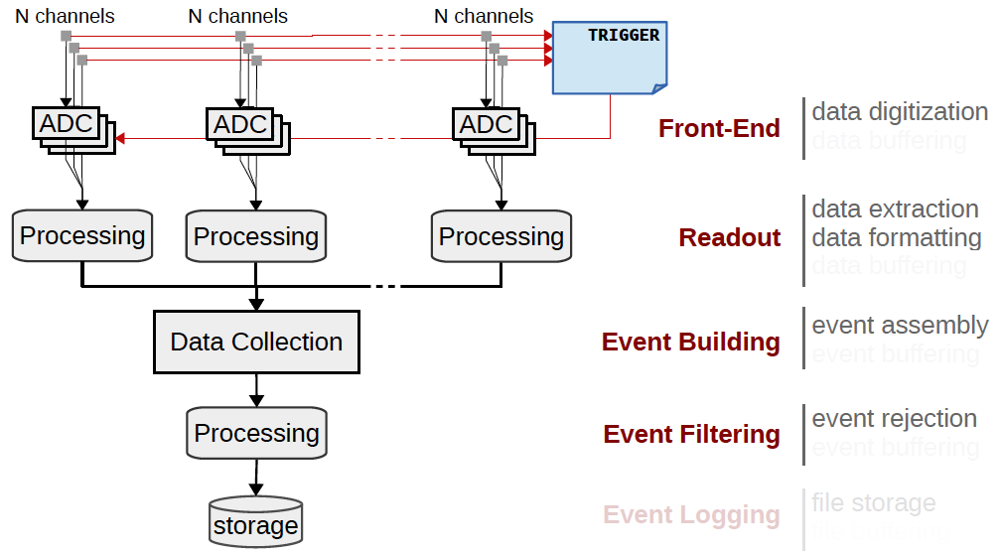 N channels
N channels
N channels
TRIGGER
ADC
ADC
ADC
Front-End
data digitization
data buffering
Processing
Processing
Processing
Readout
data extraction
data formatting
data buffering
Data Collection
Event Building
event assembly
event buffering
Processing
Event Filtering
event rejection
event buffering
storage
Event Logging
file storage